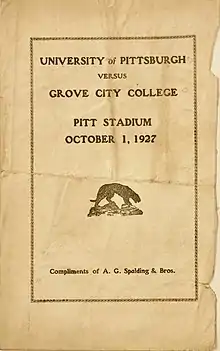 UNIVERSITY of PITTSBURGH
VERSUS
GROVE CITY COLLEGE
PITT STADIUM
OCTOBER 1, 1927
Compliments of A. G. Spalding & Bros.